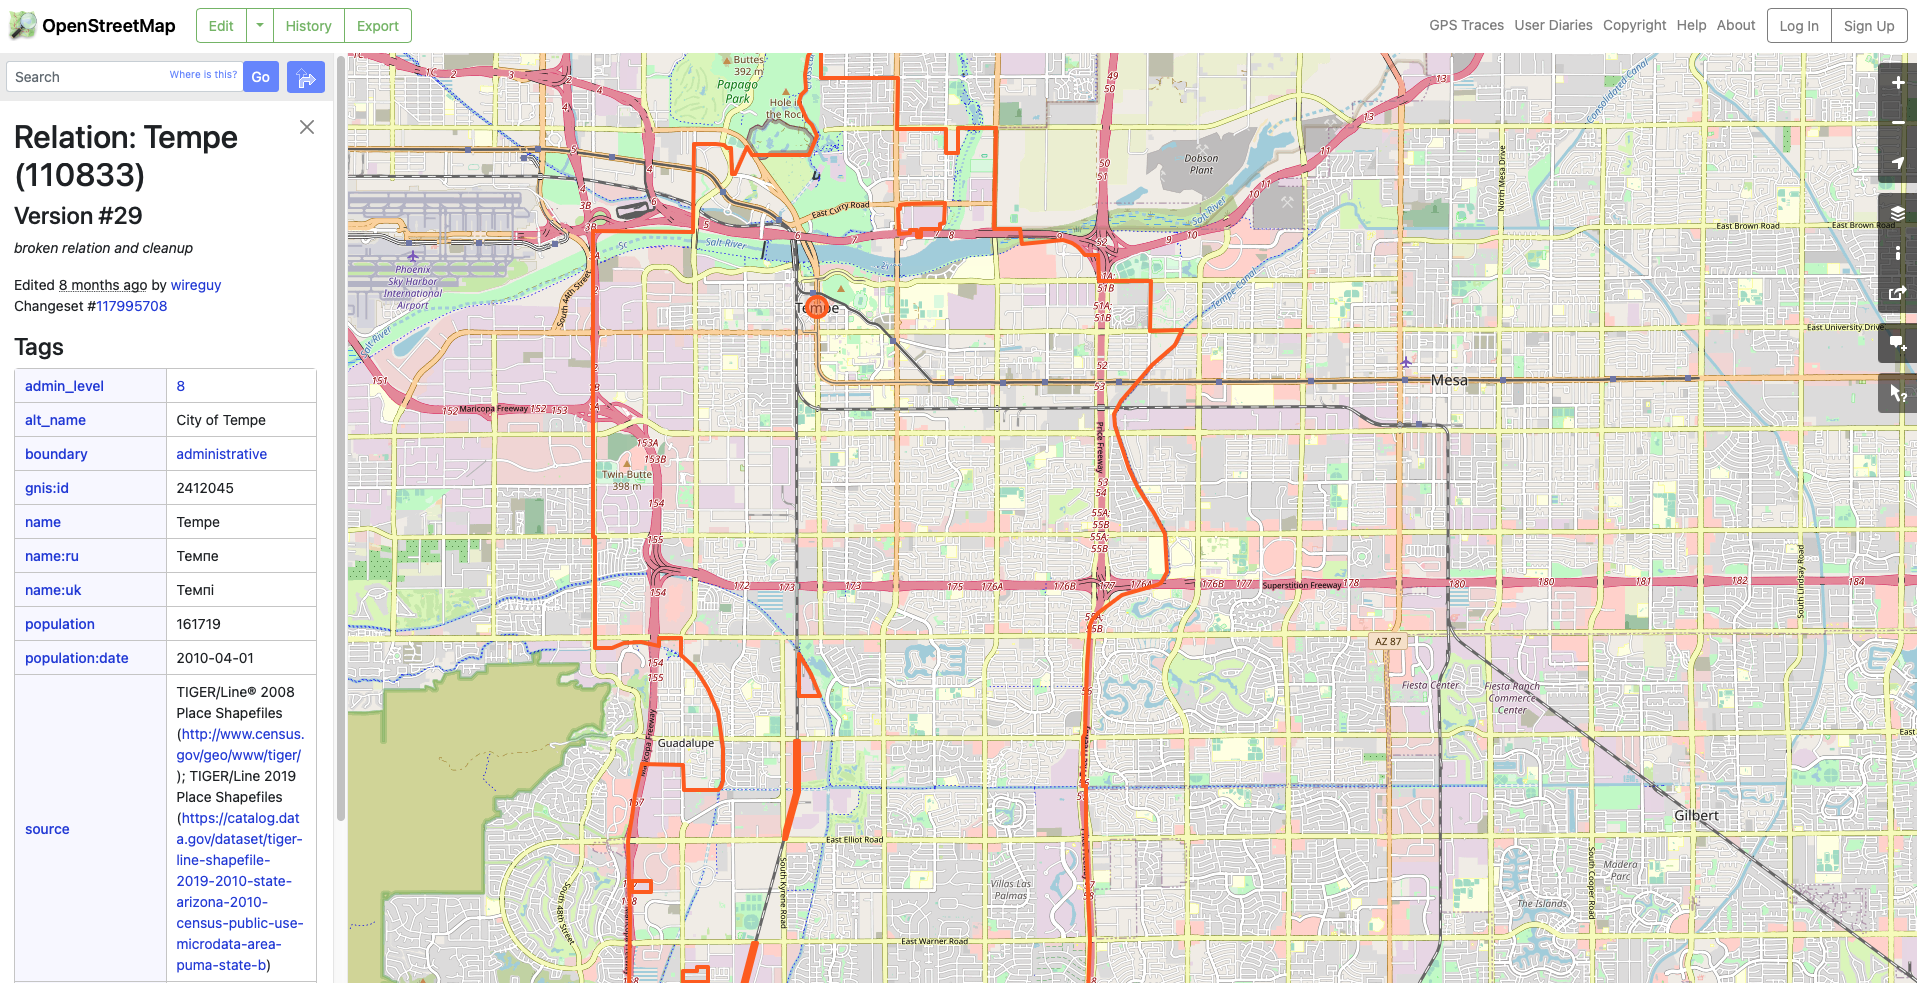 OpenStreetMap
Edit
History
Export
GPS Traces
User Diaries
Copyright
Help
About
Log In
Sign Up
Search
Where is this?
Go
Relation: Tempe
(110833)
Version #29
broken relation and cleanup
Edited 8 months ago by wireguy
Changeset #117995708
Tags
admin_level 8
alt_name City of Tempe
boundary administrative
gnis:id 2412045
name Tempe
name:ru Темпе
name:uk Темпі
population 161719
population:date 2010-04-01
source
TIGER/Line® 2008
Place Shapefiles
(http://www.census.
gov/geo/www/tiger/
); TIGER/Line 2019
Place Shapefiles
(https://catalog.dat
a.gov/dataset/tiger-
line-shapefile-
2019-2010-state-
arizona-2010-
census-public-use-
microdata-area-
puma-state-b)
Buttes
392 m
Papago
Park
Hole in
the Rock
Dobson
Plant
North Mesa Drive
Consolidated Canal
East Curry Road
Salt River
Salt River
East Brown Road
East Brown Road
Phoenix
Sky Harbor
International
Airport
South 44th Street
Salt River
Tempe Canal
Tempe
East University Drive
Mesa
Maricopa Freeway
Price Freeway
Twin Butte
398 m
Superstition Freeway
South Lindsay Road
AZ 87
Fiesta Center
Fiesta Ranch
Commerce
Center
Guadalupe
Gilbert
East Elliot Road
South Kyrene Road
Villas Las
Palmas
Madera
Parc
The Islands
South Cooper Road
South 48th Street
East Warner Road